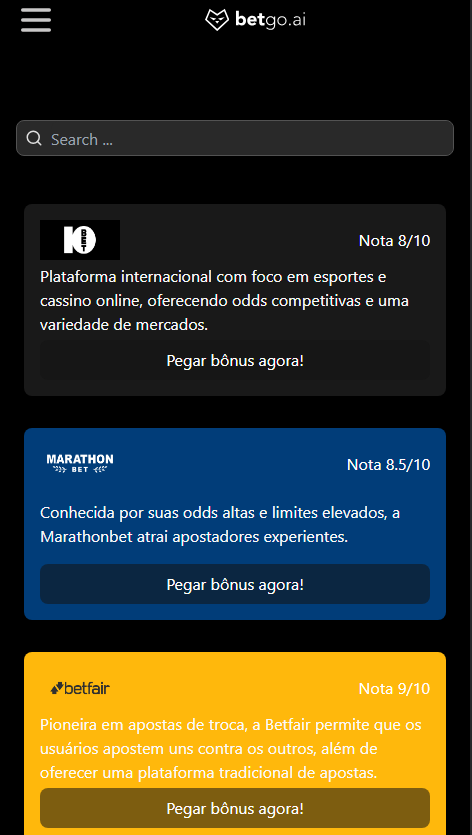 betgo.ai
Search ...
10
BET
Nota 8/10
Plataforma internacional com foco em esportes e
cassino online, oferecendo odds competitivas e uma
variedade de mercados.
Pegar bônus agora!
MARATHON
BET
Nota 8.5/10
Conhecida por suas odds altas e limites elevados, a
Marathonbet atrai apostadores experientes.
Pegar bônus agora!
betfair
Nota 9/10
Pioneira em apostas de troca, a Betfair permite que os
usuários apostem uns contra os outros, além de
oferecer uma plataforma tradicional de apostas.
Pegar bônus agora!